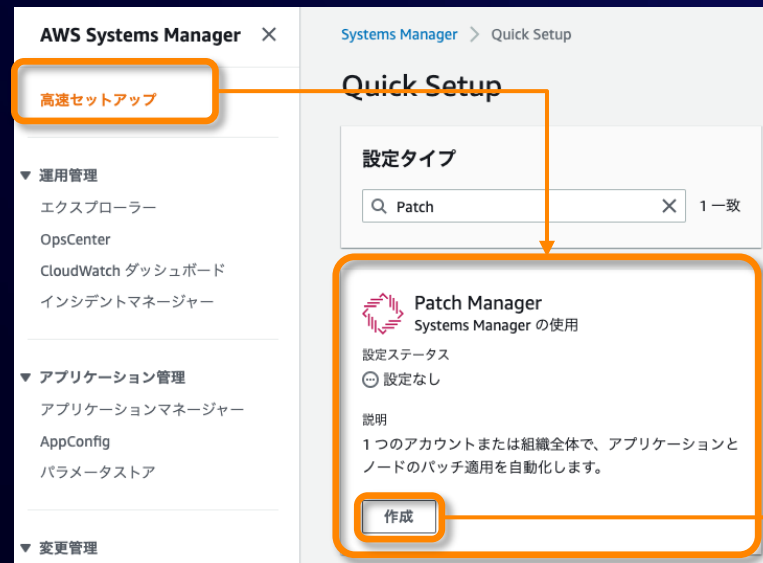 AWS Systems Manager ×
高速セットアップ
▼ 運用管理
エクスプローラー
OpsCenter
CloudWatch ダッシュボード
インシデントマネージャー
▼ アプリケーション管理
アプリケーションマネージャー
AppConfig
パラメータストア
▼ 変更管理
Systems Manager > Quick Setup
Quick Setup
設定タイプ
Patch × 1 一致
Patch Manager
Systems Manager の使用
設定ステータス
設定なし
説明
1 つのアカウントまたは組織全体で、アプリケーションと
ノードのパッチ適用を自動化します。
作成